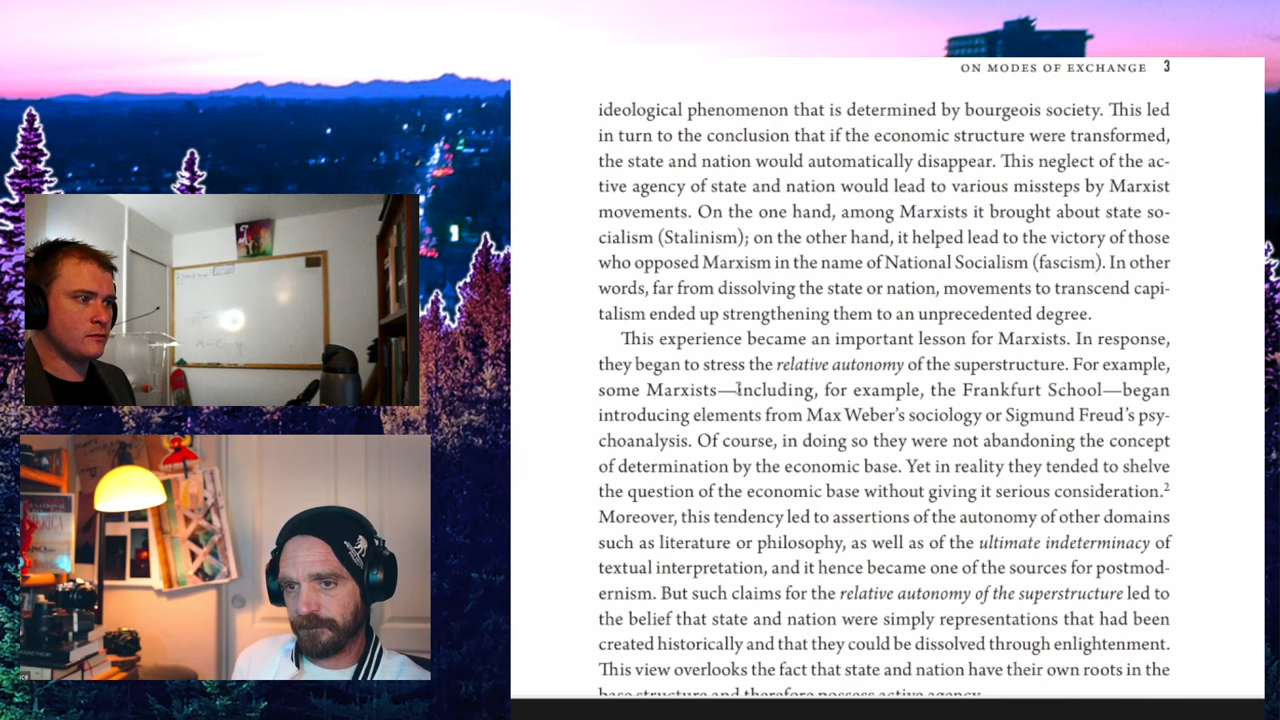 ON MODES OF EXCHANGE 3
ideological phenomenon that is determined by bourgeois society. This led
in turn to the conclusion that if the economic structure were transformed,
the state and nation would automatically disappear. This neglect of the ac-
tive agency of state and nation would lead to various missteps by Marxist
movements. On the one hand, among Marxists it brought about state so-
cialism (Stalinism); on the other hand, it helped lead to the victory of those
who opposed Marxism in the name of National Socialism (fascism). In other
words, far from dissolving the state or nation, movements to transcend capi-
talism ended up strengthening them to an unprecedented degree.
This experience became an important lesson for Marxists. In response,
they began to stress the relative autonomy of the superstructure. For example,
some Marxists—including, for example, the Frankfurt School—began
introducing elements from Max Weber's sociology or Sigmund Freud's psy-
choanalysis. Of course, in doing so they were not abandoning the concept
of determination by the economic base. Yet in reality they tended to shelve
the question of the economic base without giving it serious consideration.²
Moreover, this tendency led to assertions of the autonomy of other domains
such as literature or philosophy, as well as of the ultimate indeterminacy of
textual interpretation, and it hence became one of the sources for postmod-
ernism. But such claims for the relative autonomy of the superstructure led to
the belief that state and nation were simply representations that had been
created historically and that they could be dissolved through enlightenment.
This view overlooks the fact that state and nation have their own roots in the
base structure and therefore possess active agency.